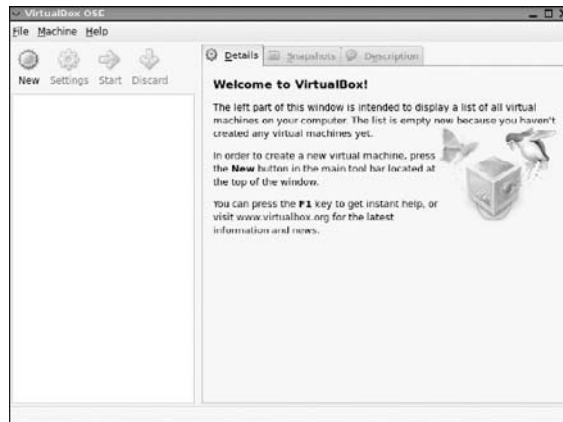 VirtualBox OSE
File Machine Help
New Settings Start Discard
Details Snapshots Description
Welcome to VirtualBox!
The left part of this window is intended to display a list of all virtual
machines on your computer. The list is empty now because you haven't
created any virtual machines yet.
In order to create a new virtual machine, press
the New button in the main tool bar located at
the top of the window.
You can press the F1 key to get instant help, or
visit www.virtualbox.org for the latest
information and news.